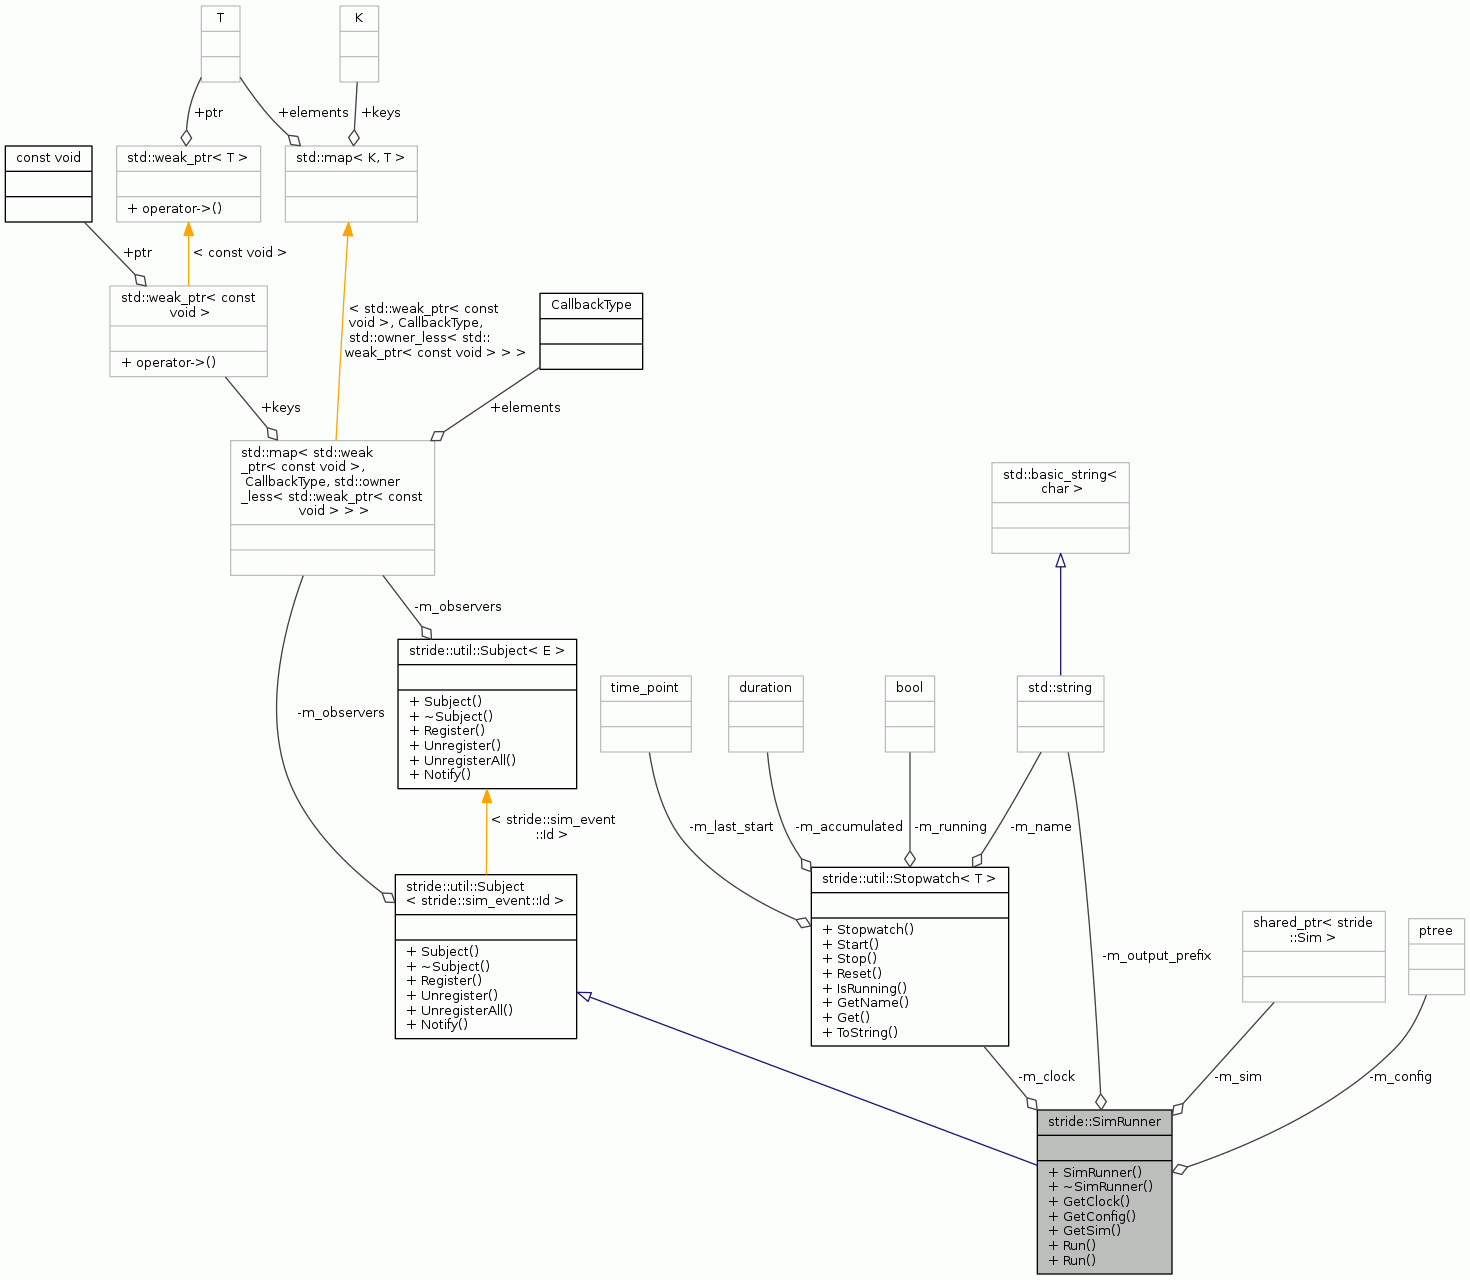 T
K
+ptr
+elements
+keys
const void
std::weak_ptr< T >
+ operator->()
std::map< K, T >
+ptr
< const void >
std::weak_ptr< const
void >
+ operator->()
< std::weak_ptr< const
void >, CallbackType,
std::owner_less< std::
weak_ptr< const void > > >
CallbackType
+keys
+elements
std::map< std::weak
_ptr< const void >,
CallbackType, std::owner
_less< std::weak_ptr< const
void > > >
std::basic_string<
char >
-m_observers
-m_observers
stride::util::Subject< E >
+ Subject()
+ ~Subject()
+ Register()
+ Unregister()
+ UnregisterAll()
+ Notify()
time_point
duration
bool
std::string
< stride::sim_event
::Id >
-m_last_start
-m_accumulated
-m_running
-m_name
stride::util::Subject
< stride::sim_event::Id >
+ Subject()
+ ~Subject()
+ Register()
+ Unregister()
+ UnregisterAll()
+ Notify()
stride::util::Stopwatch< T >
+ Stopwatch()
+ Start()
+ Stop()
+ Reset()
+ IsRunning()
+ GetName()
+ Get()
+ ToString()
-m_output_prefix
shared_ptr< stride
::Sim >
ptree
-m_clock
-m_sim
-m_config
stride::SimRunner
+ SimRunner()
+ ~SimRunner()
+ GetClock()
+ GetConfig()
+ GetSim()
+ Run()
+ Run()